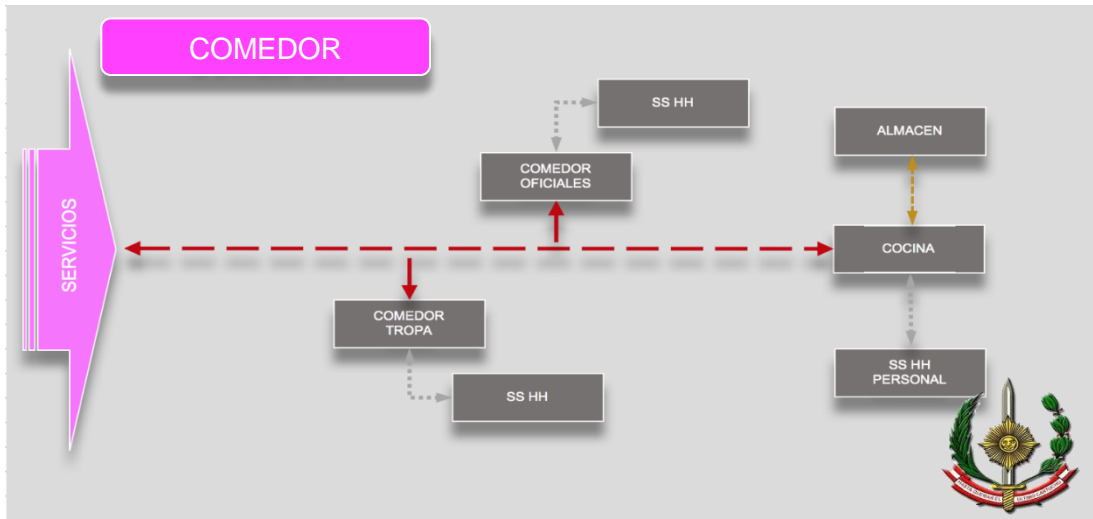 COMEDOR
SS HH
ALMACEN
COMEDOR
OFICIALES
SERVICIOS
COCINA
COMEDOR
TROPA
SS HH
PERSONAL
SS HH